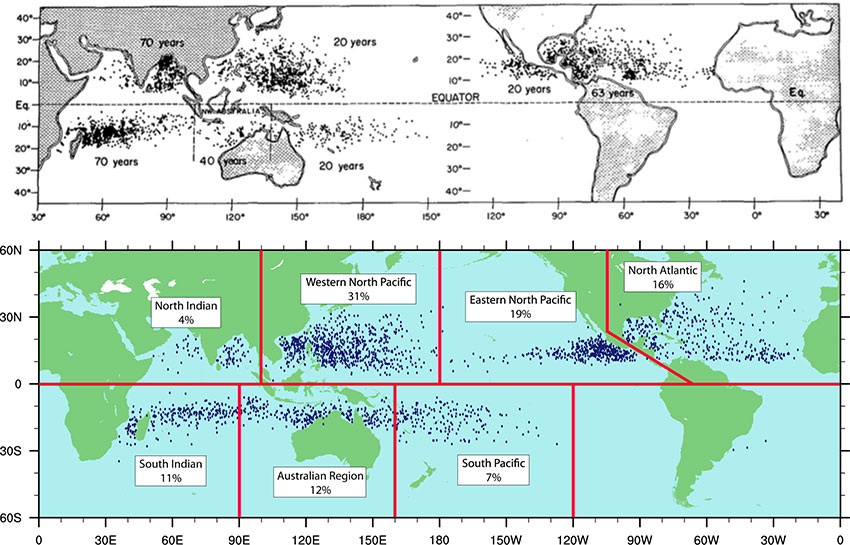 40°
30°
20°
10°
Eq.
10°
20°
30°
40°
70 years
20 years
40°
30°
20°
10°
20 years
63 years
Eq.
EQUATOR
AUSTRALIA
10°
20°
30°
40°
70 years
40 years
20 years
30° 60° 90° 120° 150° 180° 150° 120° 90° 60° 30° 0° 30°
60N
30N
0
30S
60S
North Indian
4%
Western North Pacific
31%
Eastern North Pacific
19%
North Atlantic
16%
South Indian
11%
Australian Region
12%
South Pacific
7%
0 30E 60E 90E 120E 150E 180 150W 120W 90W 60W 30W 0